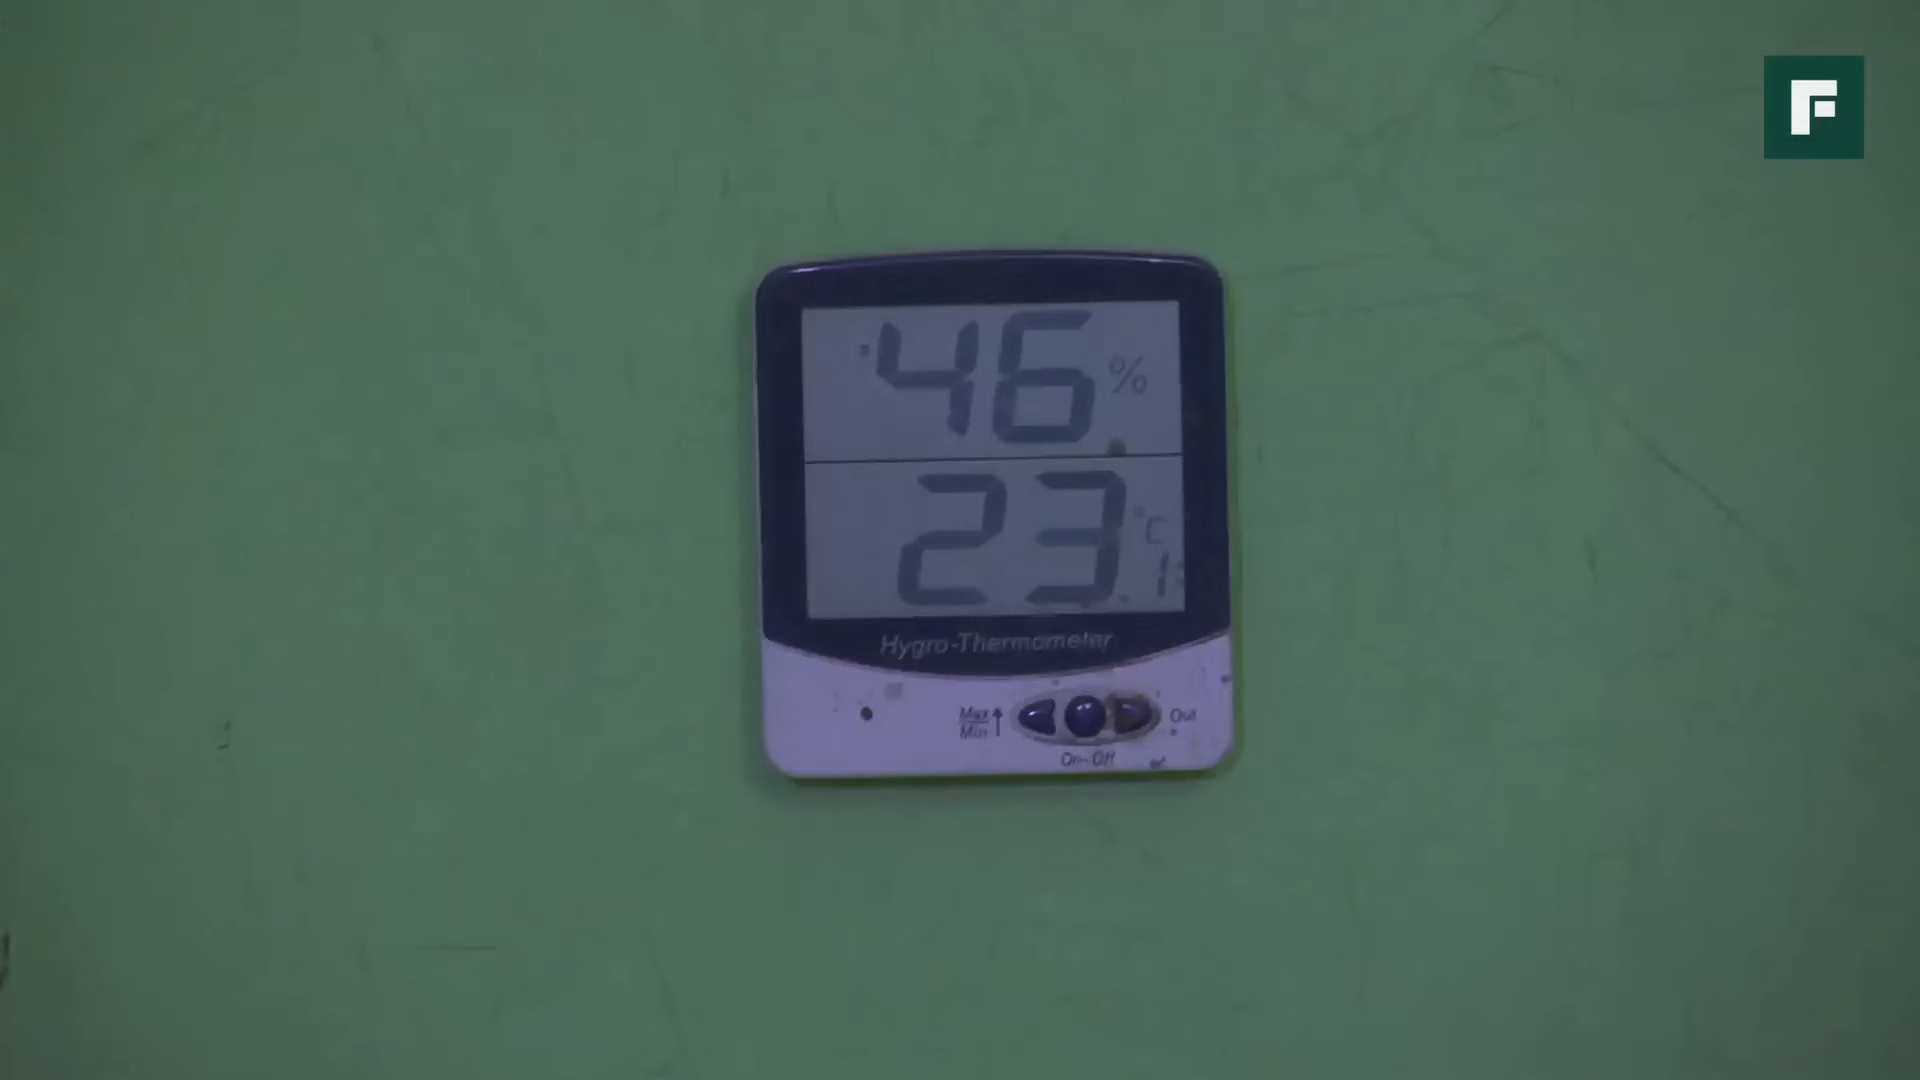 F
46 %
23.1 °C
Hygro-Thermometer
Max
Min
Out
On-Off